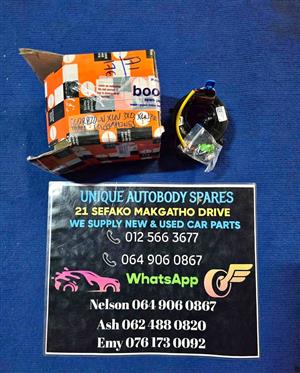 boo
UNIQUE AUTOBODY SPARES
21 SEFAKO MAKGATHO DRIVE
WE SUPPLY NEW & USED CAR PARTS
012 566 3677
064 906 0867
WhatsApp
Nelson 064 906 0867
Ash 062 488 0820
Emy 076 173 0092